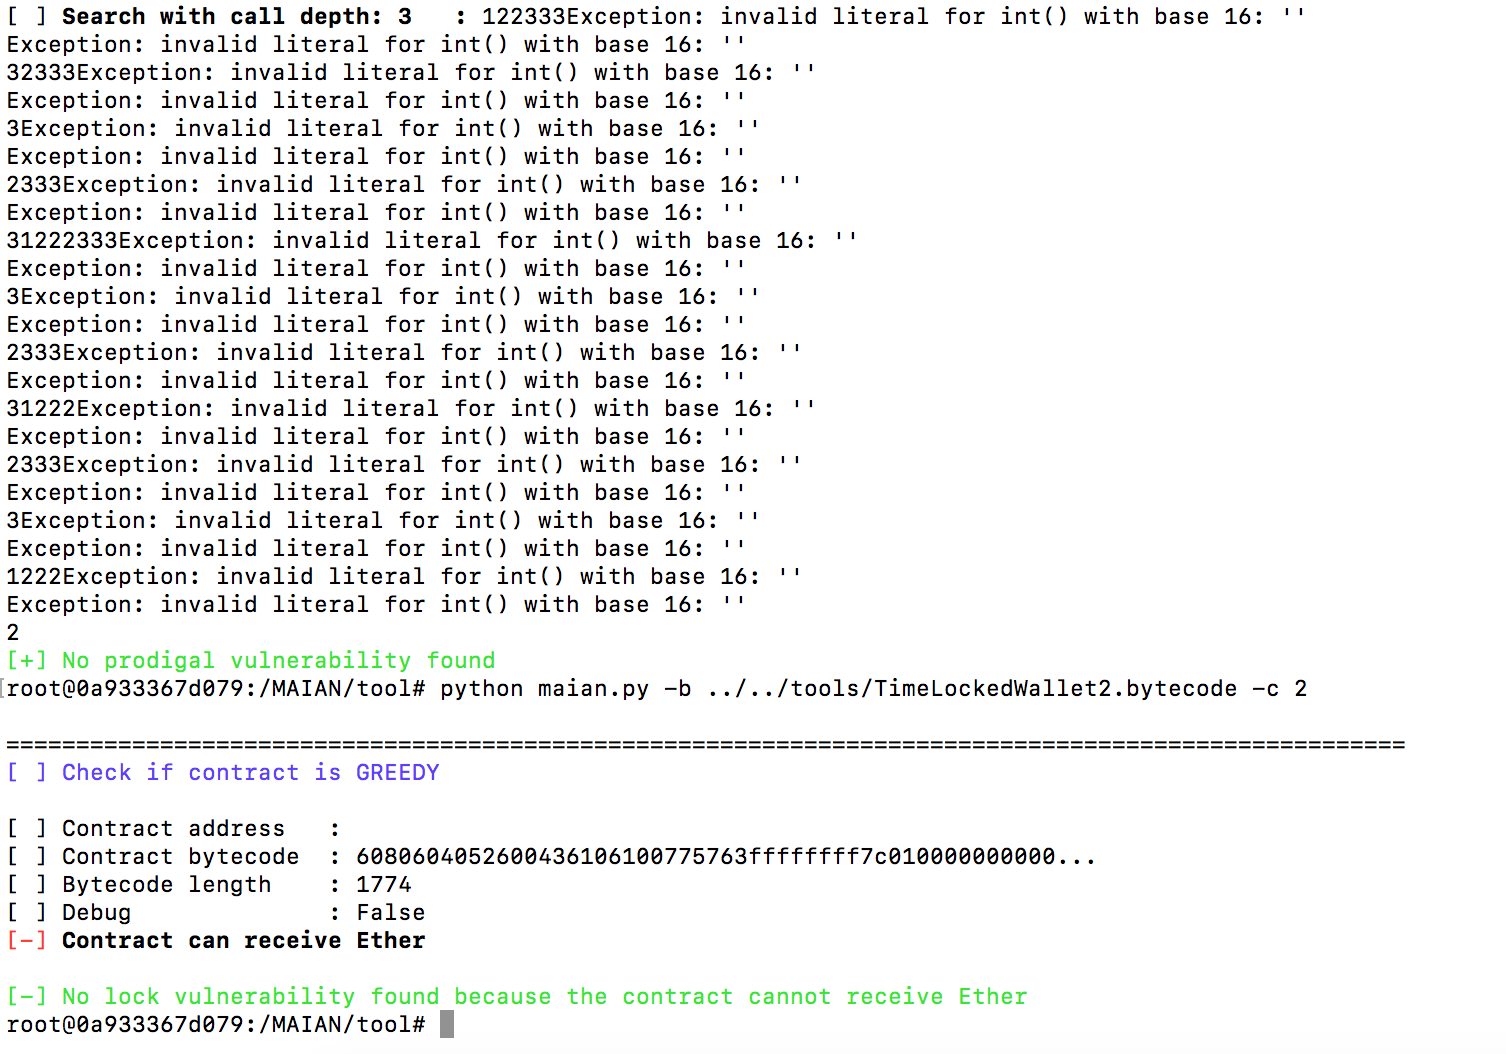 [ ] Search with call depth: 3   : 122333Exception: invalid literal for int() with base 16: ''
Exception: invalid literal for int() with base 16: ''
32333Exception: invalid literal for int() with base 16: ''
Exception: invalid literal for int() with base 16: ''
3Exception: invalid literal for int() with base 16: ''
Exception: invalid literal for int() with base 16: ''
2333Exception: invalid literal for int() with base 16: ''
Exception: invalid literal for int() with base 16: ''
31222333Exception: invalid literal for int() with base 16: ''
Exception: invalid literal for int() with base 16: ''
3Exception: invalid literal for int() with base 16: ''
Exception: invalid literal for int() with base 16: ''
2333Exception: invalid literal for int() with base 16: ''
Exception: invalid literal for int() with base 16: ''
31222Exception: invalid literal for int() with base 16: ''
Exception: invalid literal for int() with base 16: ''
2333Exception: invalid literal for int() with base 16: ''
Exception: invalid literal for int() with base 16: ''
3Exception: invalid literal for int() with base 16: ''
Exception: invalid literal for int() with base 16: ''
1222Exception: invalid literal for int() with base 16: ''
Exception: invalid literal for int() with base 16: ''
2
[+] No prodigal vulnerability found
[root@0a933367d079:/MAIAN/tool# python maian.py -b ../../tools/TimeLockedWallet2.bytecode -c 2
====================================================================================================
[ ] Check if contract is GREEDY
[ ] Contract address   :
[ ] Contract bytecode  : 6080604052600436106100775763ffffffff7c010000000000...
[ ] Bytecode length    : 1774
[ ] Debug              : False
[-] Contract can receive Ether
[-] No lock vulnerability found because the contract cannot receive Ether
root@0a933367d079:/MAIAN/tool#